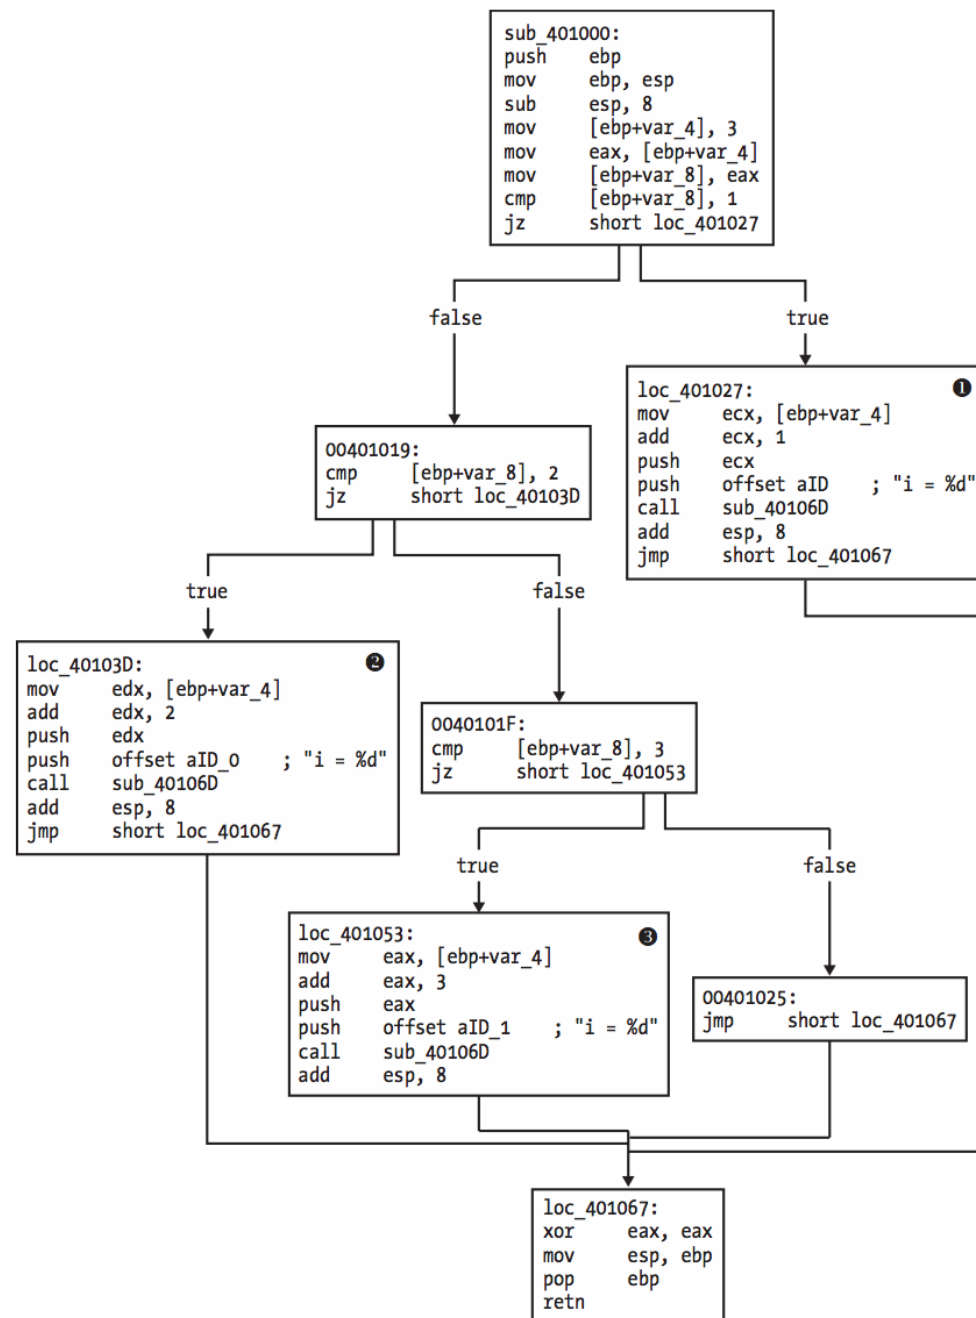 sub_401000:
push ebp
mov ebp, esp
sub esp, 8
mov [ebp+var_4], 3
mov eax, [ebp+var_4]
mov [ebp+var_8], eax
cmp [ebp+var_8], 1
jz short loc_401027
false
true
loc_401027: ❶
mov ecx, [ebp+var_4]
add ecx, 1
push ecx
push offset aID ; "i = %d"
call sub_40106D
add esp, 8
jmp short loc_401067
00401019:
cmp [ebp+var_8], 2
jz short loc_40103D
true
false
loc_40103D: ❷
mov edx, [ebp+var_4]
add edx, 2
push edx
push offset aID_0 ; "i = %d"
call sub_40106D
add esp, 8
jmp short loc_401067
0040101F:
cmp [ebp+var_8], 3
jz short loc_401053
true
false
loc_401053: ❸
mov eax, [ebp+var_4]
add eax, 3
push eax
push offset aID_1 ; "i = %d"
call sub_40106D
add esp, 8
00401025:
jmp short loc_401067
loc_401067:
xor eax, eax
mov esp, ebp
pop ebp
retn